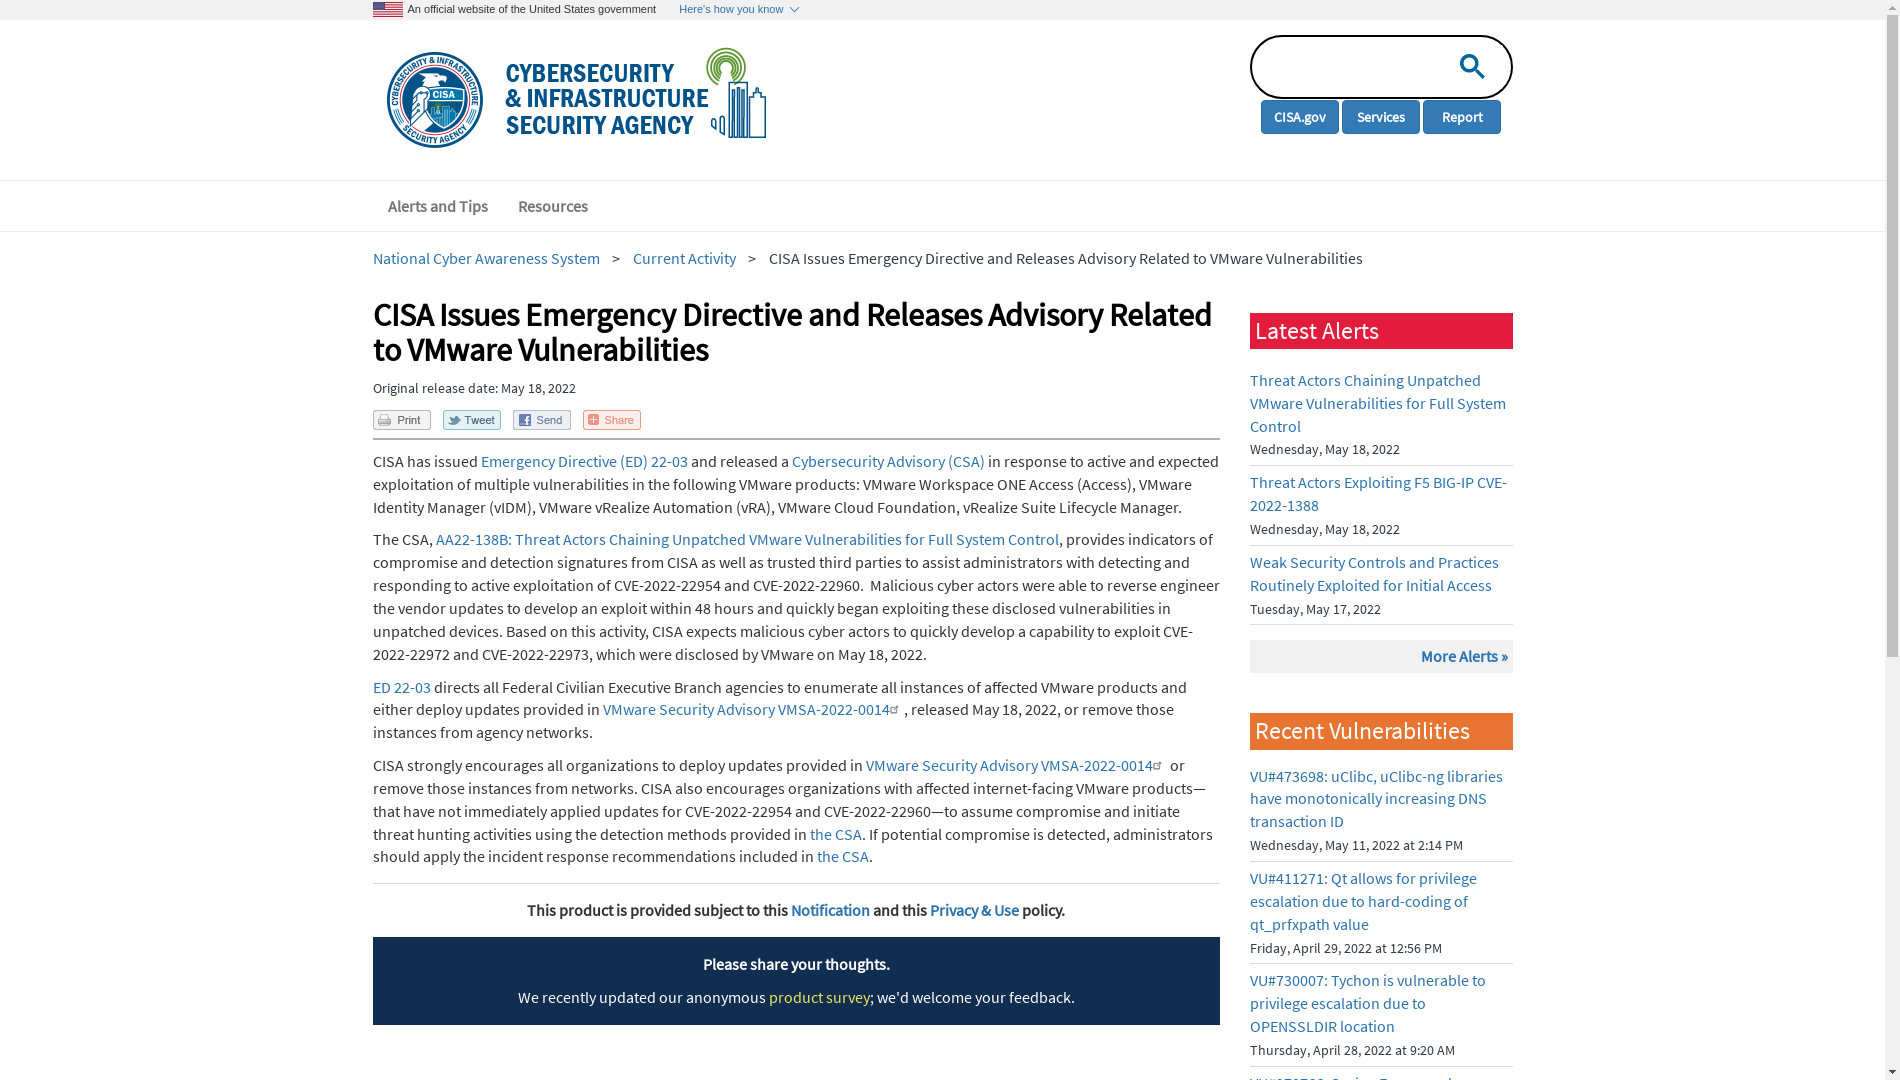 An official website of the United States government Here's how you know
CYBERSECURITY
& INFRASTRUCTURE
SECURITY AGENCY
CYBERSECURITY & INFRASTRUCTURE
CISA
SECURITY AGENCY
CISA.gov Services Report
Alerts and Tips Resources
National Cyber Awareness System > Current Activity > CISA Issues Emergency Directive and Releases Advisory Related to VMware Vulnerabilities
CISA Issues Emergency Directive and Releases Advisory Related
to VMware Vulnerabilities
Original release date: May 18, 2022
Print Tweet Send Share
CISA has issued Emergency Directive (ED) 22-03 and released a Cybersecurity Advisory (CSA) in response to active and expected
exploitation of multiple vulnerabilities in the following VMware products: VMware Workspace ONE Access (Access), VMware
Identity Manager (vIDM), VMware vRealize Automation (vRA), VMware Cloud Foundation, vRealize Suite Lifecycle Manager.
The CSA, AA22-138B: Threat Actors Chaining Unpatched VMware Vulnerabilities for Full System Control, provides indicators of
compromise and detection signatures from CISA as well as trusted third parties to assist administrators with detecting and
responding to active exploitation of CVE-2022-22954 and CVE-2022-22960.  Malicious cyber actors were able to reverse engineer
the vendor updates to develop an exploit within 48 hours and quickly began exploiting these disclosed vulnerabilities in
unpatched devices. Based on this activity, CISA expects malicious cyber actors to quickly develop a capability to exploit CVE-
2022-22972 and CVE-2022-22973, which were disclosed by VMware on May 18, 2022.
ED 22-03 directs all Federal Civilian Executive Branch agencies to enumerate all instances of affected VMware products and
either deploy updates provided in VMware Security Advisory VMSA-2022-0014 , released May 18, 2022, or remove those
instances from agency networks.
CISA strongly encourages all organizations to deploy updates provided in VMware Security Advisory VMSA-2022-0014 or
remove those instances from networks. CISA also encourages organizations with affected internet-facing VMware products—
that have not immediately applied updates for CVE-2022-22954 and CVE-2022-22960—to assume compromise and initiate
threat hunting activities using the detection methods provided in the CSA. If potential compromise is detected, administrators
should apply the incident response recommendations included in the CSA.
This product is provided subject to this Notification and this Privacy & Use policy.
Please share your thoughts.
We recently updated our anonymous product survey; we'd welcome your feedback.
Latest Alerts
Threat Actors Chaining Unpatched
VMware Vulnerabilities for Full System
Control
Wednesday, May 18, 2022
Threat Actors Exploiting F5 BIG-IP CVE-
2022-1388
Wednesday, May 18, 2022
Weak Security Controls and Practices
Routinely Exploited for Initial Access
Tuesday, May 17, 2022
More Alerts »
Recent Vulnerabilities
VU#473698: uClibc, uClibc-ng libraries
have monotonically increasing DNS
transaction ID
Wednesday, May 11, 2022 at 2:14 PM
VU#411271: Qt allows for privilege
escalation due to hard-coding of
qt_prfxpath value
Friday, April 29, 2022 at 12:56 PM
VU#730007: Tychon is vulnerable to
privilege escalation due to
OPENSSLDIR location
Thursday, April 28, 2022 at 9:20 AM